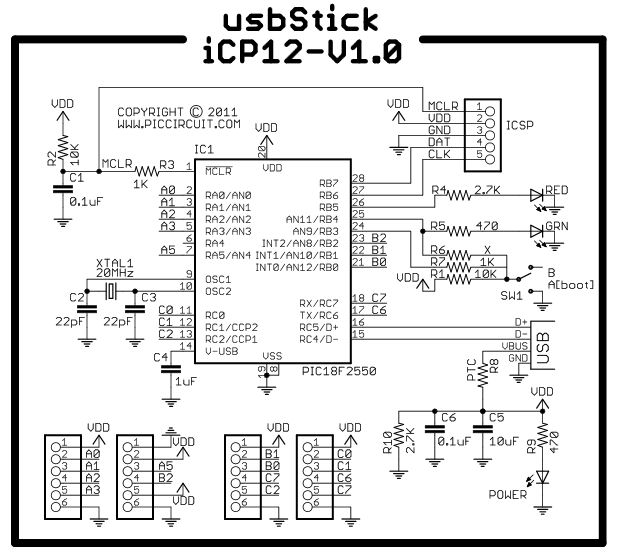 usbStick
iCP12-V1.0
COPYRIGHT © 2011
WWW.PICCIRCUIT.COM
VDD
R2
10K
C1
0.1uF
MCLR
R3
1K
IC1
VDD
20
VDD
MCLR
1
A0 2 RA0/AN0
A1 3 RA1/AN1
A2 4 RA2/AN2
A3 5 RA3/AN3
6 RA4
A5 7 RA5/AN4
9 OSC1
10 OSC2
C0 11 RC0
C1 12 RC1/CCP2
C2 13 RC2/CCP1
14 V-USB
RB7 28
RB6 27
RB5 26
AN11/RB4 25
AN9/RB3 24
INT2/AN8/RB2 23 B2
INT1/AN10/RB1 22 B1
INT0/AN12/RB0 21 B0
RX/RC7 18 C7
TX/RC6 17 C6
RC5/D+ 16
RC4/D- 15
VSS
19 8
PIC18F2550
XTAL1
20MHz
C2
22pF
C3
22pF
C4
1uF
VDD
MCLR 1
VDD 2
GND 3
DAT 4
CLK 5
ICSP
R4 2.7K RED
R5 470 GRN
R6 X
R7 1K
R1 10K
VDD
B
A[boot]
SW1
D+
D-
VBUS
GND
USB
PTC
R8
VDD
R10
2.7K
C6
0.1uF
C5
10uF
R9
470
POWER
1 VDD
2 A0
3 A1
4 A2
5 A3
6
1
2 VDD
3 A5
4 B2
5 VDD
6
1 VDD
2 B1
3 B0
4 C7
5 C2
6
1 VDD
2 C0
3 C1
4 C6
5 C7
6